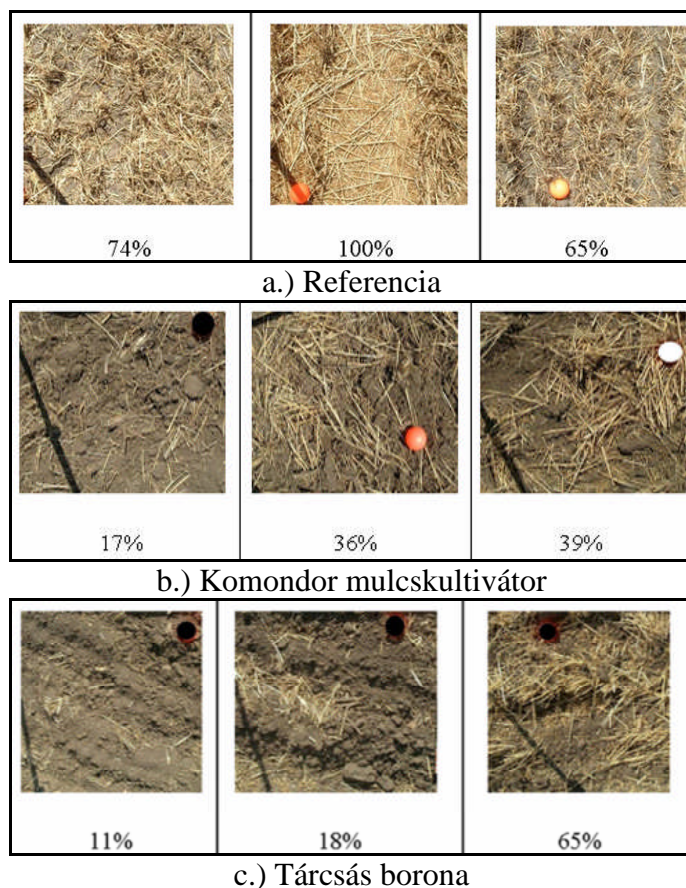 74% 100% 65%
a.) Referencia
17% 36% 39%
b.) Komondor mulcskultivátor
11% 18% 65%
c.) Tárcsás borona